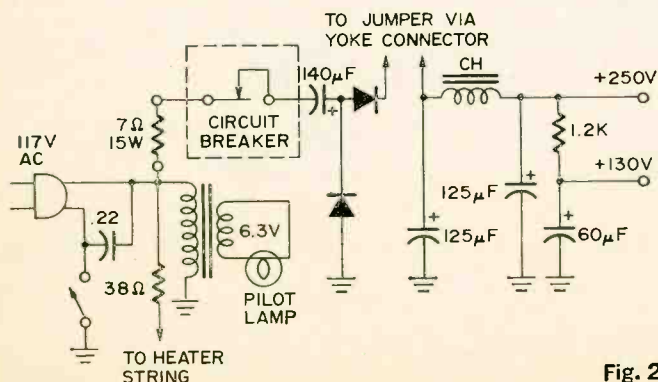 TO JUMPER VIA
YOKE CONNECTOR
140µF
+
CH
+250V
7Ω
15W
CIRCUIT
BREAKER
1.2K
117V
AC
+130V
.22
6.3V
+
125µF
+
125µF
+
60µF
38Ω
PILOT
LAMP
TO HEATER
STRING
Fig. 2